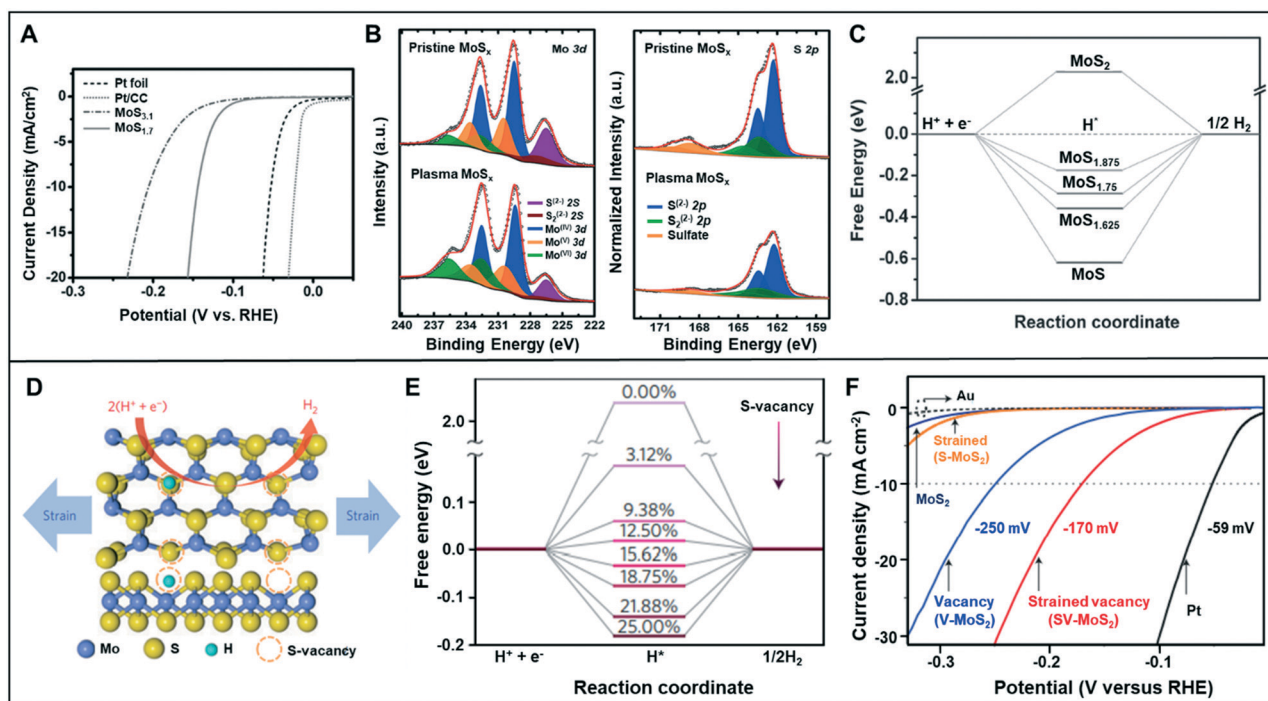 A
Pt foil
Pt/CC
MoS3.1
MoS1.7
Current Density (mA/cm²)
0
-5
-10
-15
-20
-0.3 -0.2 -0.1 0.0
Potential (V vs. RHE)
B
Pristine MoSx Mo 3d
Plasma MoSx
S(2-) 2S
S2(2-) 2S
Mo(IV) 3d
Mo(V) 3d
Mo(VI) 3d
Intensity (a.u.)
240 237 234 231 228 225 222
Binding Energy (eV)
Pristine MoSx S 2p
Plasma MoSx
S(2-) 2p
S2(2-) 2p
Sulfate
Normalized Intensity (a.u.)
171 168 165 162 159
Binding Energy (eV)
C
Free Energy (eV)
2.0
0.0
-0.2
-0.4
-0.6
-0.8
MoS2
H⁺ + e⁻ H* 1/2 H2
MoS1.875
MoS1.75
MoS1.625
MoS
Reaction coordinate
D
2(H⁺ + e⁻) H2
Strain Strain
Mo S H S-vacancy
E
Free energy (eV)
2.0
0.1
0.0
-0.1
-0.2
0.00%
S-vacancy
3.12%
9.38%
12.50%
15.62%
18.75%
21.88%
25.00%
H⁺ + e⁻ H* 1/2H2
Reaction coordinate
F
Current density (mA cm⁻²)
0
-10
-20
-30
Au
Strained
(S-MoS2)
MoS2
-250 mV -170 mV -59 mV
Vacancy
(V-MoS2)
Strained vacancy
(SV-MoS2)
Pt
-0.3 -0.2 -0.1
Potential (V versus RHE)